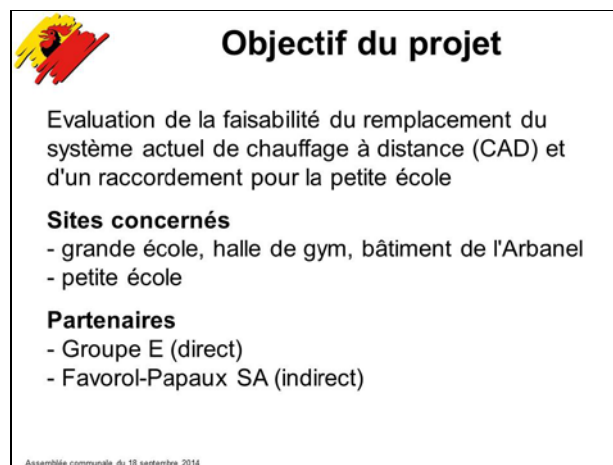 Objectif du projet
Evaluation de la faisabilité du remplacement du
système actuel de chauffage à distance (CAD) et
d'un raccordement pour la petite école
Sites concernés
- grande école, halle de gym, bâtiment de l'Arbanel
- petite école
Partenaires
- Groupe E (direct)
- Favorol-Papaux SA (indirect)
Assemblée communale du 18 septembre 2014